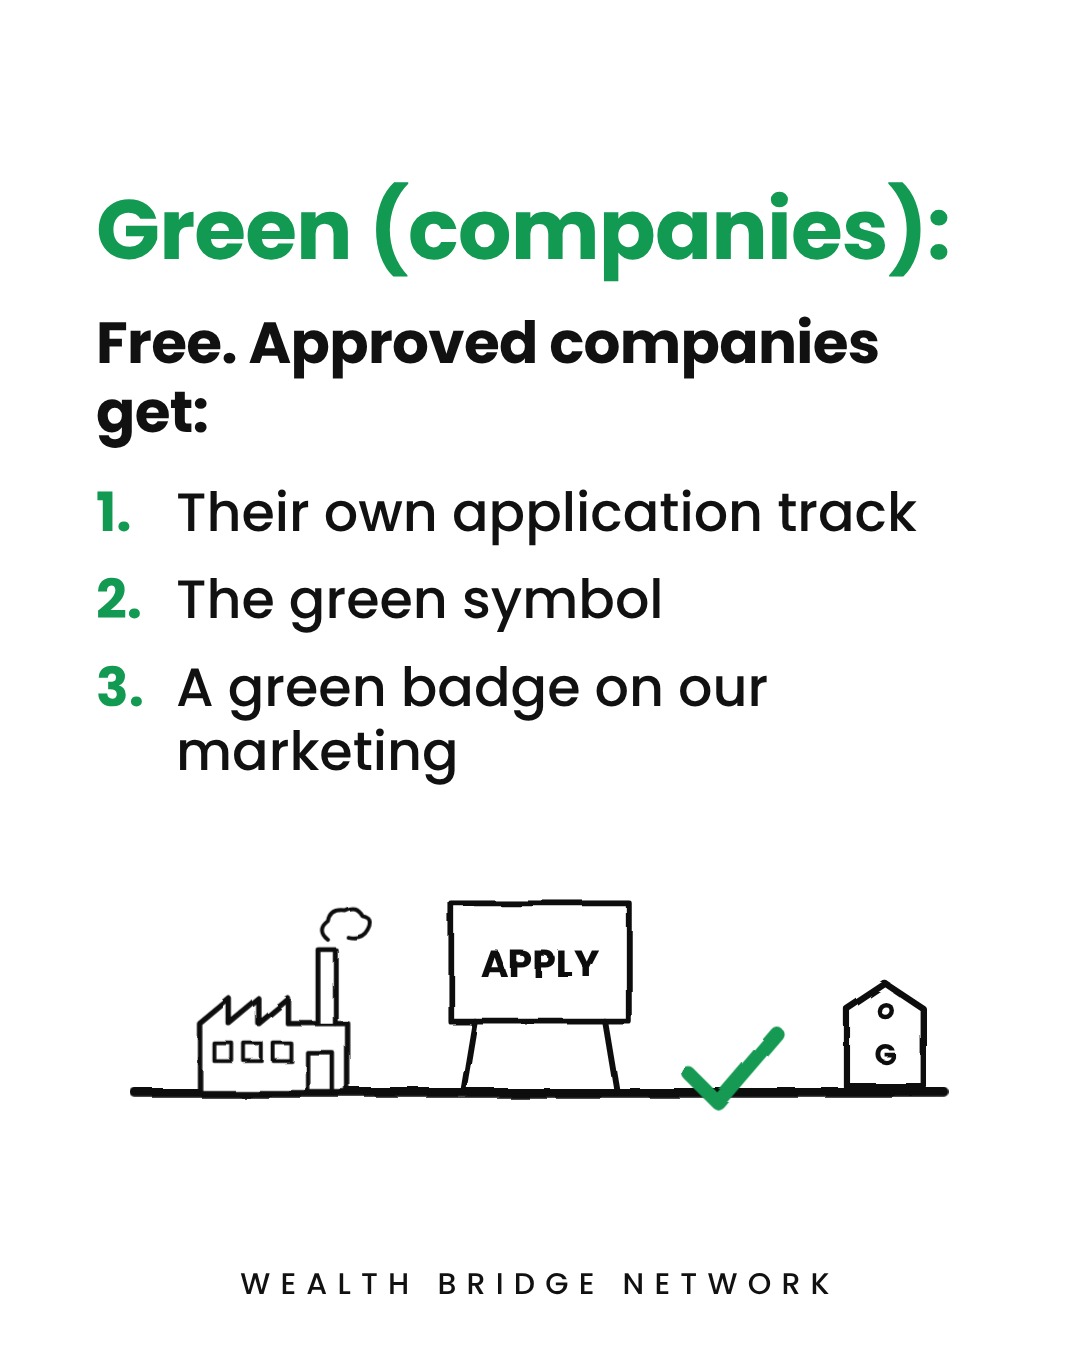 Green (companies):
Free. Approved companies
get:
1. Their own application track
2. The green symbol
3. A green badge on our
marketing
APPLY
G
WEALTH BRIDGE NETWORK